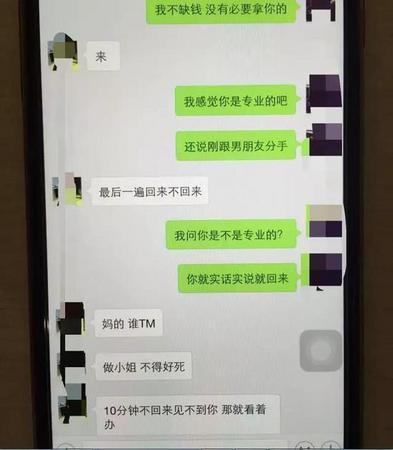 我不缺钱 没有必要拿你的
来
我感觉你是专业的吧
还说刚跟男朋友分手
最后一遍回来不回来
我问你是不是专业的?
你就实话实说就回来
妈的 谁TM
做小姐 不得好死
10分钟不回来见不到你 那就看着
办